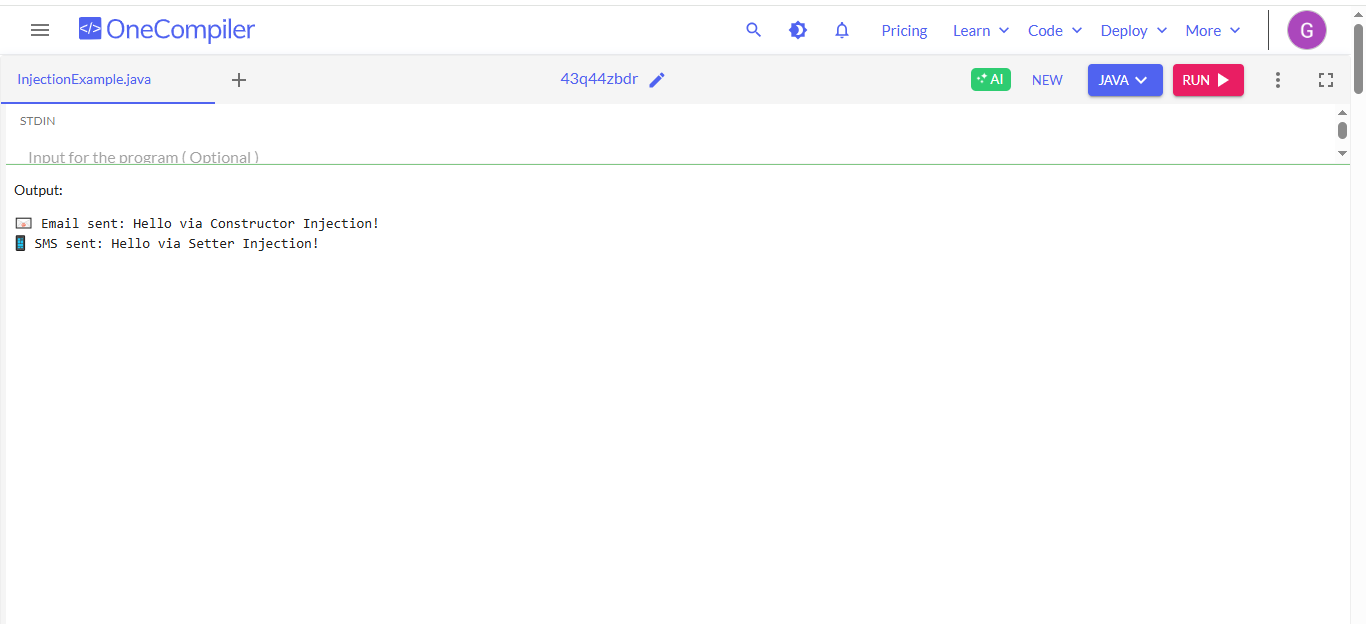 </> OneCompiler
Pricing Learn Code Deploy More G
InjectionExample.java + 43q44zbdr AI NEW JAVA RUN
STDIN
Input for the program ( Optional )
Output:
📧 Email sent: Hello via Constructor Injection!
📱 SMS sent: Hello via Setter Injection!